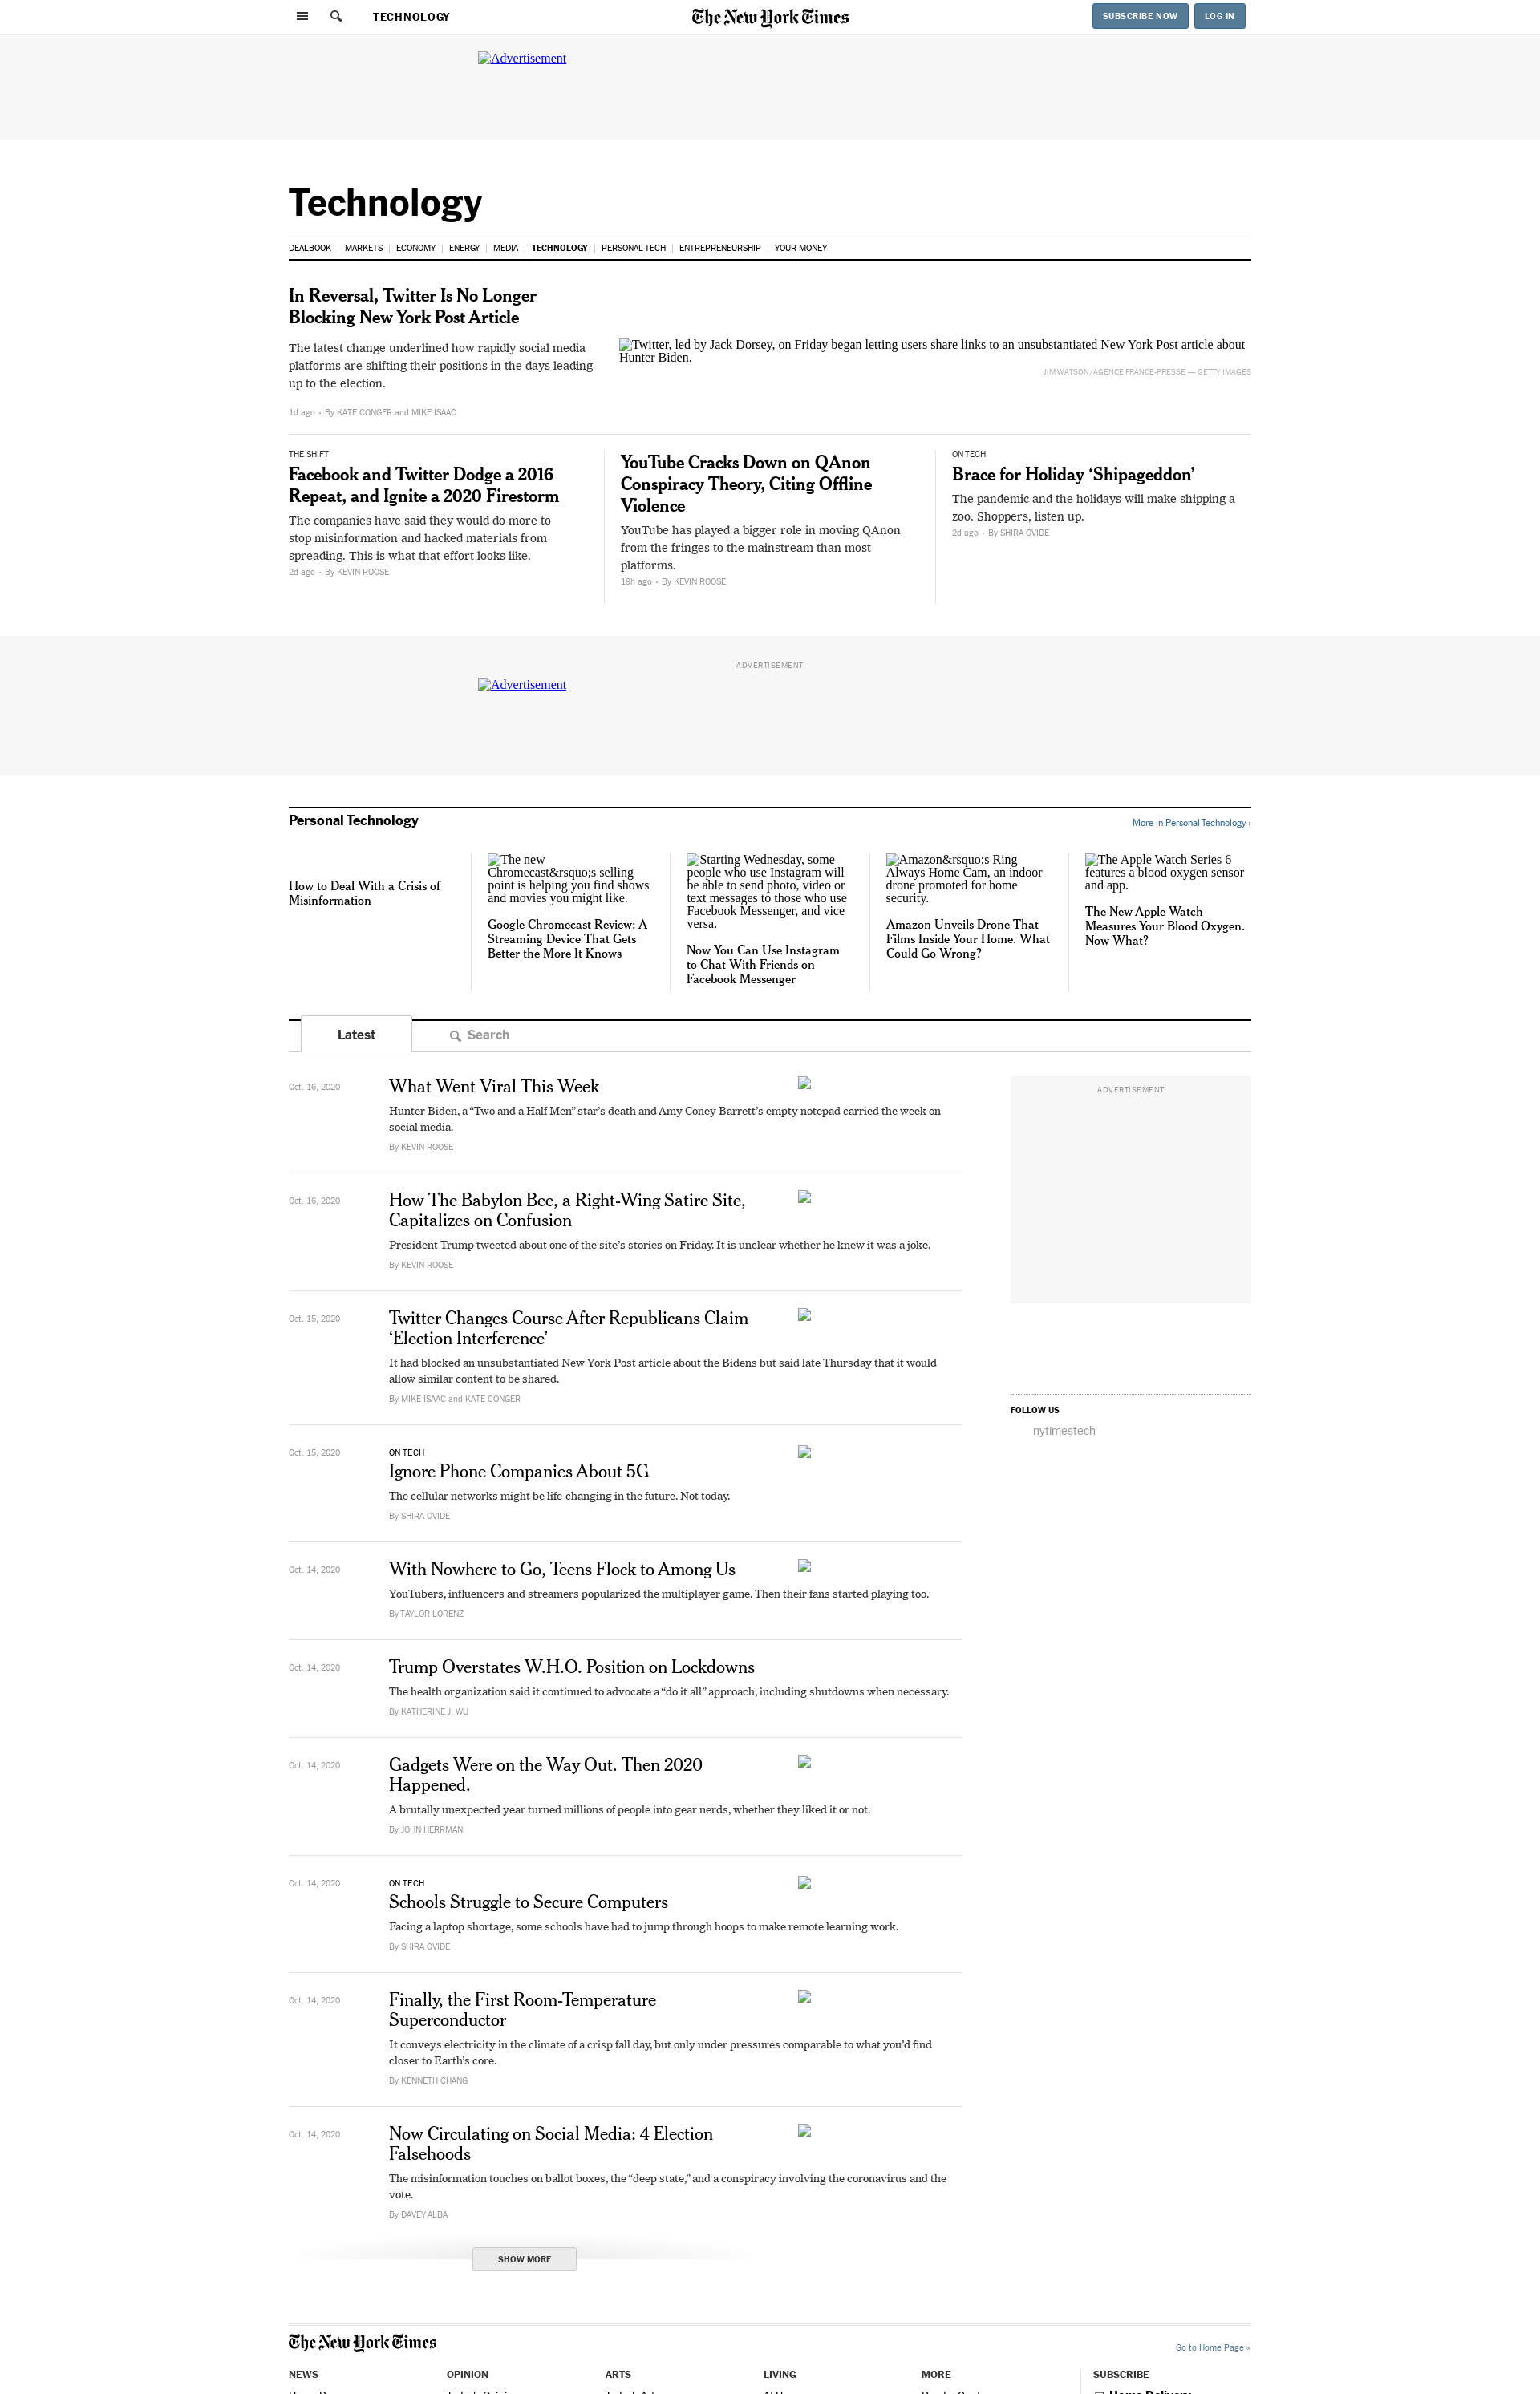 TECHNOLOGY
The New York Times
SUBSCRIBE NOW
LOG IN
Advertisement
Technology
DEALBOOK
MARKETS
ECONOMY
ENERGY
MEDIA
TECHNOLOGY
PERSONAL TECH
ENTREPRENEURSHIP
YOUR MONEY
In Reversal, Twitter Is No Longer
Blocking New York Post Article
The latest change underlined how rapidly social media
platforms are shifting their positions in the days leading
up to the election.
1d ago • By KATE CONGER and MIKE ISAAC
Twitter, led by Jack Dorsey, on Friday began letting users share links to an unsubstantiated New York Post article about
Hunter Biden.
JIM WATSON/AGENCE FRANCE-PRESSE — GETTY IMAGES
THE SHIFT
Facebook and Twitter Dodge a 2016
Repeat, and Ignite a 2020 Firestorm
The companies have said they would do more to
stop misinformation and hacked materials from
spreading. This is what that effort looks like.
2d ago • By KEVIN ROOSE
YouTube Cracks Down on QAnon
Conspiracy Theory, Citing Offline
Violence
YouTube has played a bigger role in moving QAnon
from the fringes to the mainstream than most
platforms.
19h ago • By KEVIN ROOSE
ON TECH
Brace for Holiday ‘Shipageddon’
The pandemic and the holidays will make shipping a
zoo. Shoppers, listen up.
2d ago • By SHIRA OVIDE
ADVERTISEMENT
Advertisement
Personal Technology
More in Personal Technology ›
How to Deal With a Crisis of
Misinformation
The new
Chromecast&rsquo;s selling
point is helping you find shows
and movies you might like.
Google Chromecast Review: A
Streaming Device That Gets
Better the More It Knows
Starting Wednesday, some
people who use Instagram will
be able to send photo, video or
text messages to those who use
Facebook Messenger, and vice
versa.
Now You Can Use Instagram
to Chat With Friends on
Facebook Messenger
Amazon&rsquo;s Ring
Always Home Cam, an indoor
drone promoted for home
security.
Amazon Unveils Drone That
Films Inside Your Home. What
Could Go Wrong?
The Apple Watch Series 6
features a blood oxygen sensor
and app.
The New Apple Watch
Measures Your Blood Oxygen.
Now What?
Latest
Search
Oct. 16, 2020
What Went Viral This Week
Hunter Biden, a “Two and a Half Men” star’s death and Amy Coney Barrett’s empty notepad carried the week on
social media.
By KEVIN ROOSE
ADVERTISEMENT
Oct. 16, 2020
How The Babylon Bee, a Right-Wing Satire Site,
Capitalizes on Confusion
President Trump tweeted about one of the site’s stories on Friday. It is unclear whether he knew it was a joke.
By KEVIN ROOSE
Oct. 15, 2020
Twitter Changes Course After Republicans Claim
‘Election Interference’
It had blocked an unsubstantiated New York Post article about the Bidens but said late Thursday that it would
allow similar content to be shared.
By MIKE ISAAC and KATE CONGER
FOLLOW US
nytimestech
Oct. 15, 2020
ON TECH
Ignore Phone Companies About 5G
The cellular networks might be life-changing in the future. Not today.
By SHIRA OVIDE
Oct. 14, 2020
With Nowhere to Go, Teens Flock to Among Us
YouTubers, influencers and streamers popularized the multiplayer game. Then their fans started playing too.
By TAYLOR LORENZ
Oct. 14, 2020
Trump Overstates W.H.O. Position on Lockdowns
The health organization said it continued to advocate a “do it all” approach, including shutdowns when necessary.
By KATHERINE J. WU
Oct. 14, 2020
Gadgets Were on the Way Out. Then 2020
Happened.
A brutally unexpected year turned millions of people into gear nerds, whether they liked it or not.
By JOHN HERRMAN
Oct. 14, 2020
ON TECH
Schools Struggle to Secure Computers
Facing a laptop shortage, some schools have had to jump through hoops to make remote learning work.
By SHIRA OVIDE
Oct. 14, 2020
Finally, the First Room-Temperature
Superconductor
It conveys electricity in the climate of a crisp fall day, but only under pressures comparable to what you’d find
closer to Earth’s core.
By KENNETH CHANG
Oct. 14, 2020
Now Circulating on Social Media: 4 Election
Falsehoods
The misinformation touches on ballot boxes, the “deep state,” and a conspiracy involving the coronavirus and the
vote.
By DAVEY ALBA
SHOW MORE
The New York Times
Go to Home Page »
NEWS
OPINION
ARTS
LIVING
MORE
SUBSCRIBE